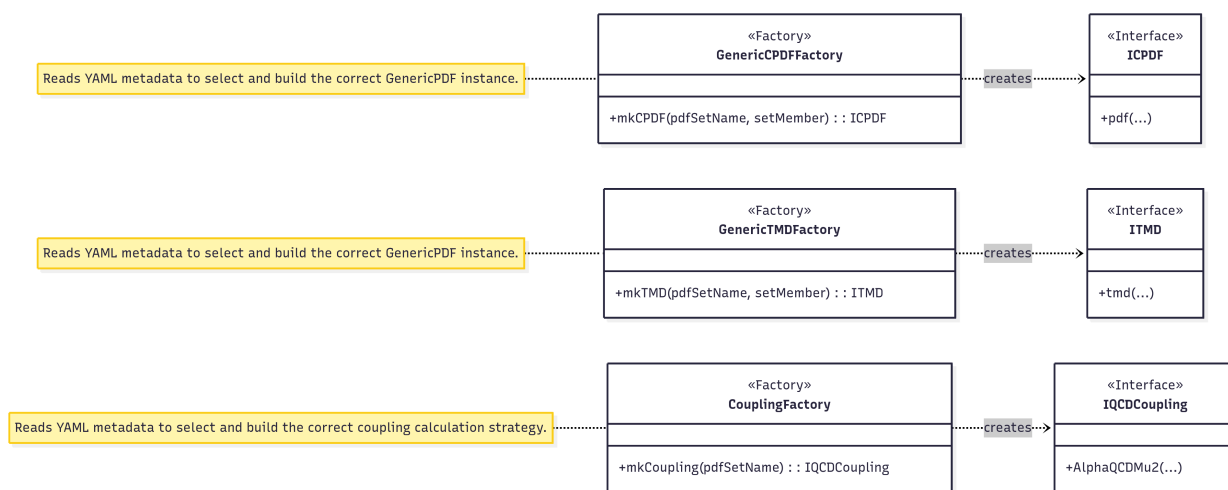 Reads YAML metadata to select and build the correct GenericPDF instance.
«Factory»
GenericCPDFFactory
+mkCPDF(pdfSetName, setMember) : : ICPDF
creates
«Interface»
ICPDF
+pdf(...)
Reads YAML metadata to select and build the correct GenericPDF instance.
«Factory»
GenericTMDFactory
+mkTMD(pdfSetName, setMember) : : ITMD
creates
«Interface»
ITMD
+tmd(...)
Reads YAML metadata to select and build the correct coupling calculation strategy.
«Factory»
CouplingFactory
+mkCoupling(pdfSetName) : : IQCDCoupling
creates
«Interface»
IQCDCoupling
+AlphaQCDMu2(...)